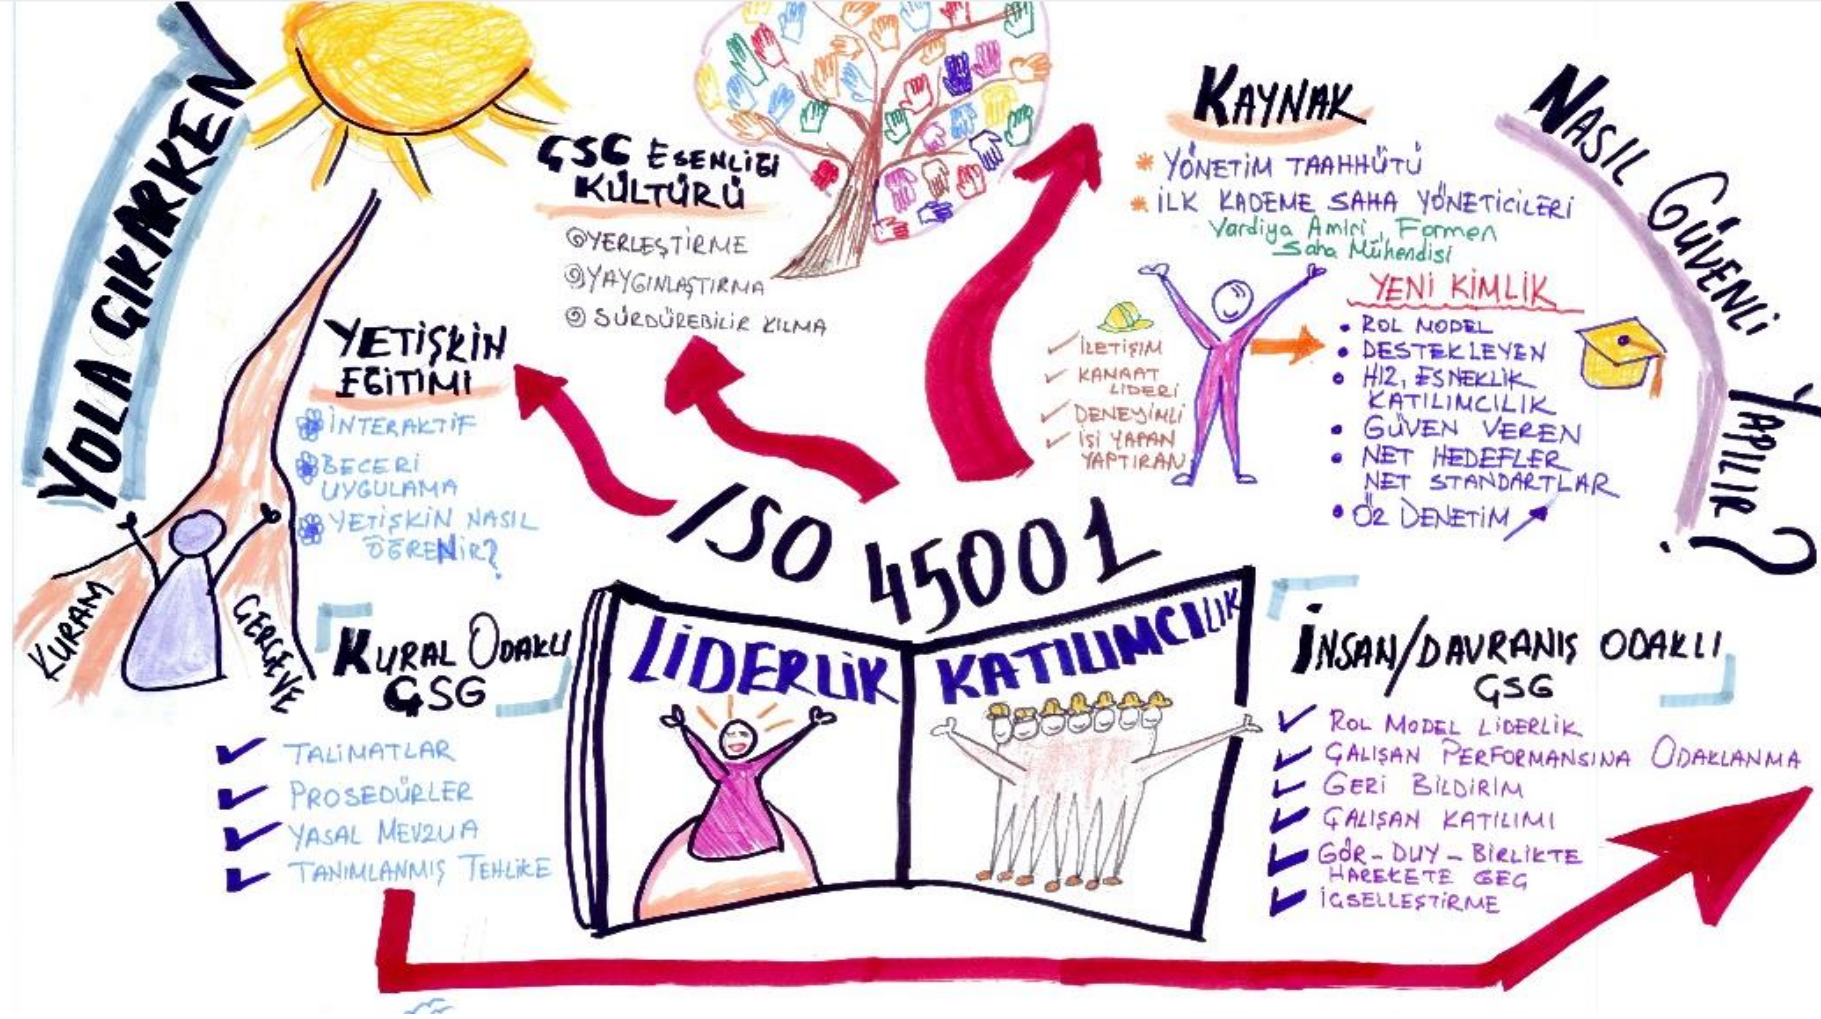 YOLA ÇIKARKEN
KURAM
ÇERÇEVE
ÇSG ESENLİĞİ
KÜLTÜRÜ
YERLEŞTİRME
YAYGINLAŞTIRMA
SÜRDÜREBİLİR KILMA
YETİŞKİN
EĞİTİMİ
İNTERAKTİF
BECERİ
UYGULAMA
YETİŞKİN NASIL
ÖĞRENİR?
KAYNAK
* YÖNETİM TAAHHÜTÜ
* İLK KADEME SAHA YÖNETİCİLERİ
Vardiya Amiri, Formen
Saha Mühendisi
✓ İLETİŞİM
✓ KANAAT
LİDERİ
✓ DENEYİMLİ
✓ İŞİ YAPAN
YAPTIRAN
YENİ KİMLİK
• ROL MODEL
• DESTEKLEYEN
• HIZ, ESNEKLİK
KATILIMCILIK
• GÜVEN VEREN
• NET HEDEFLER
NET STANDARTLAR
• ÖZ DENETİM
NASIL GÜVENLİ YAPILIR?
ISO 45001
LİDERLİK
KATILIMCILIK
KURAL ODAKLI
ÇSG
✓ TALİMATLAR
✓ PROSEDÜRLER
✓ YASAL MEVZUA
✓ TANIMLANMIŞ TEHLİKE
İNSAN/DAVRANIŞ ODAKLI
ÇSG
✓ ROL MODEL LİDERLİK
✓ ÇALIŞAN PERFORMANSINA ODAKLANMA
✓ GERİ BİLDİRİM
✓ ÇALIŞAN KATILIMI
✓ GÖR-DUY-BİRLİKTE
HAREKETE GEÇ
✓ İÇSELLEŞTİRME